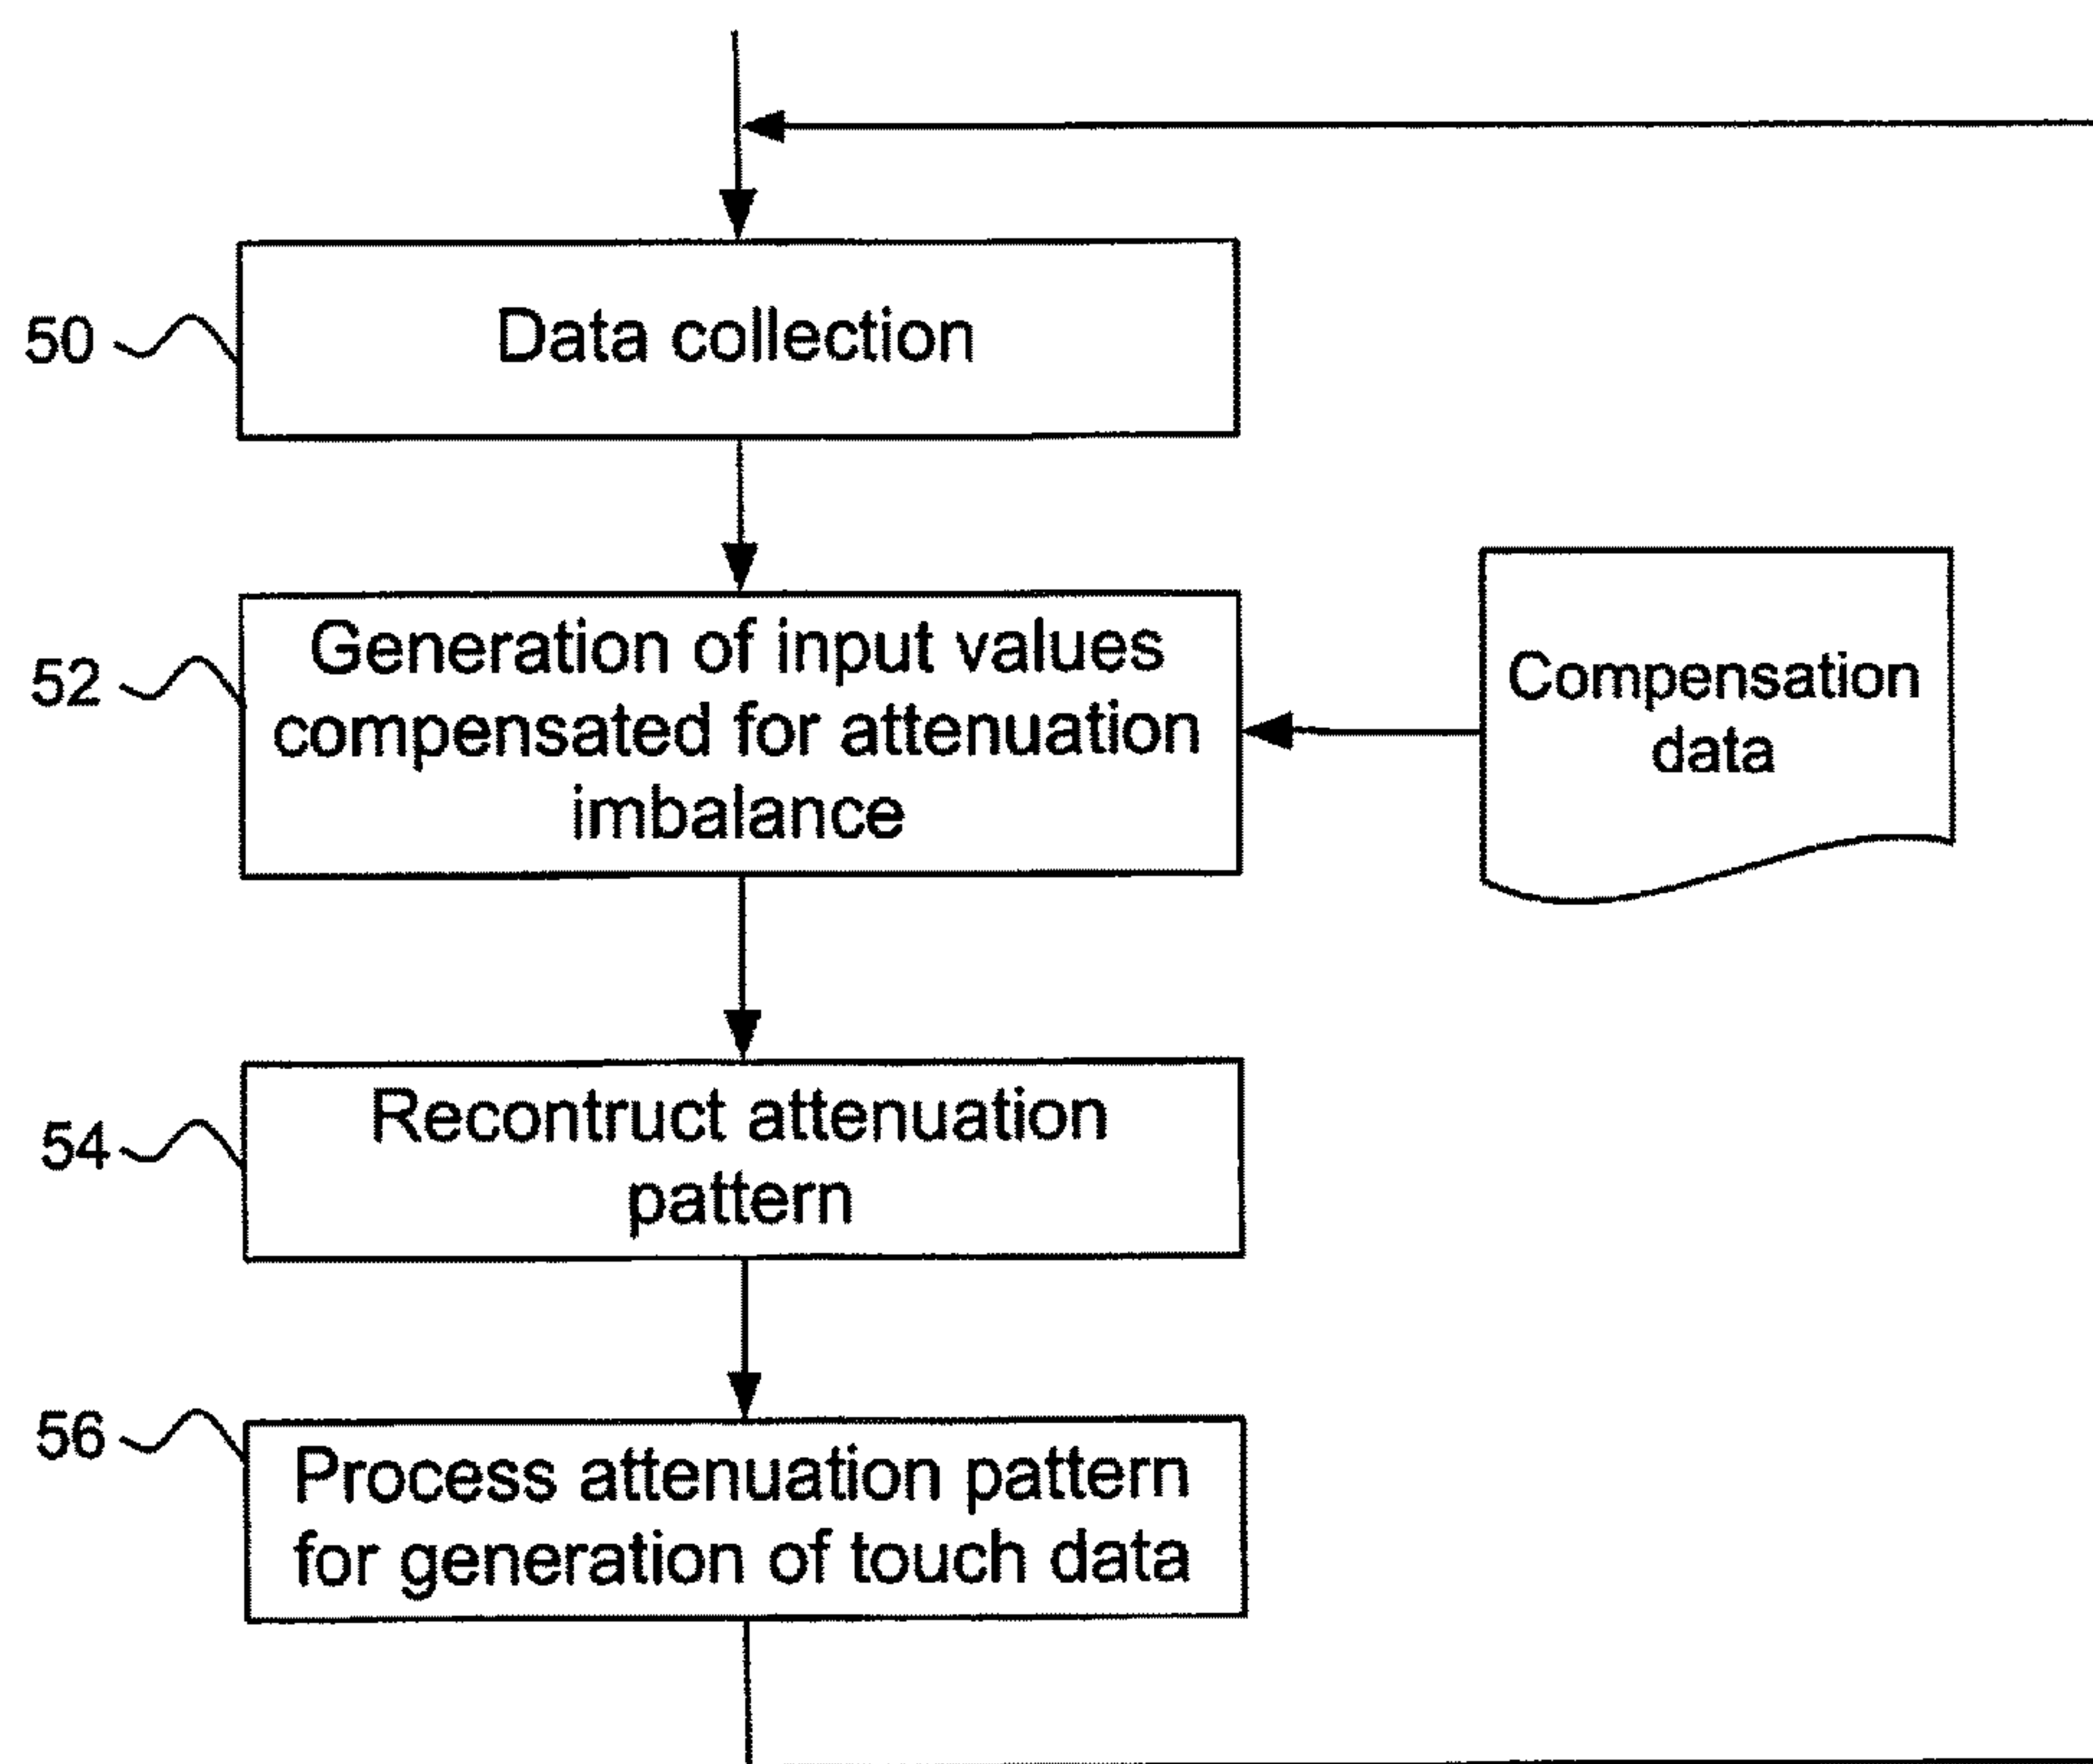 50
Data collection
52
Generation of input values
compensated for attenuation
imbalance
Compensation
data
54
Recontruct attenuation
pattern
56
Process attenuation pattern
for generation of touch data